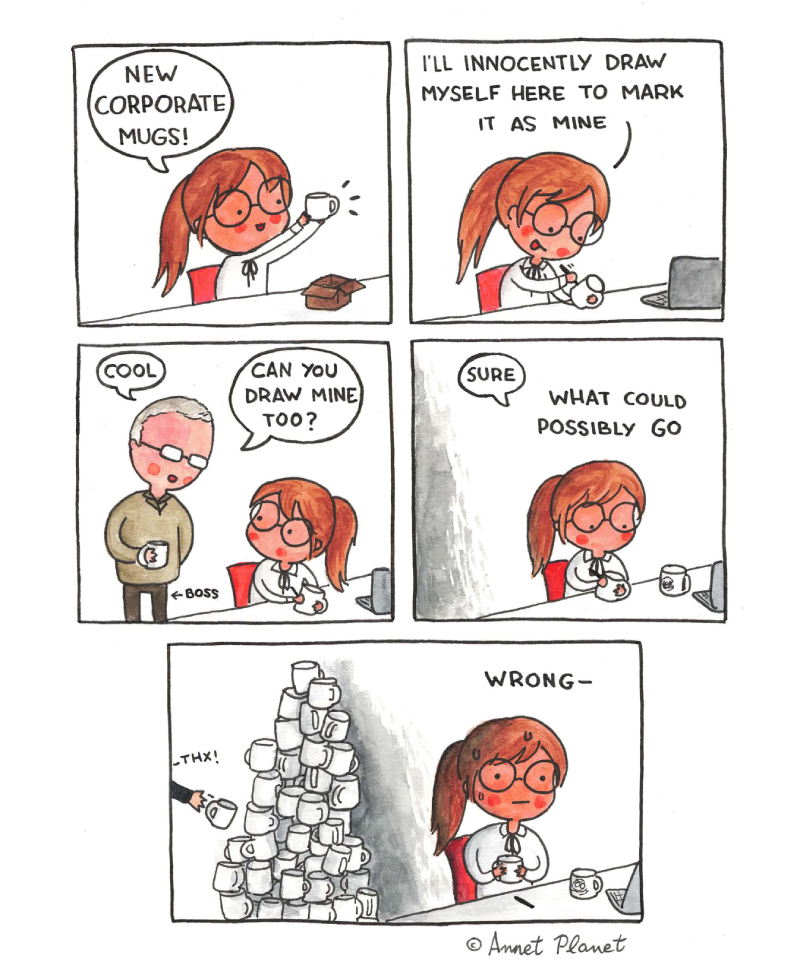 NEW
CORPORATE
MUGS!
I'LL INNOCENTLY DRAW
MYSELF HERE TO MARK
IT AS MINE
COOL
CAN YOU
DRAW MINE
TOO?
←BOSS
SURE
WHAT COULD
POSSIBLY GO
WRONG-
-THX!
© Annet Planet